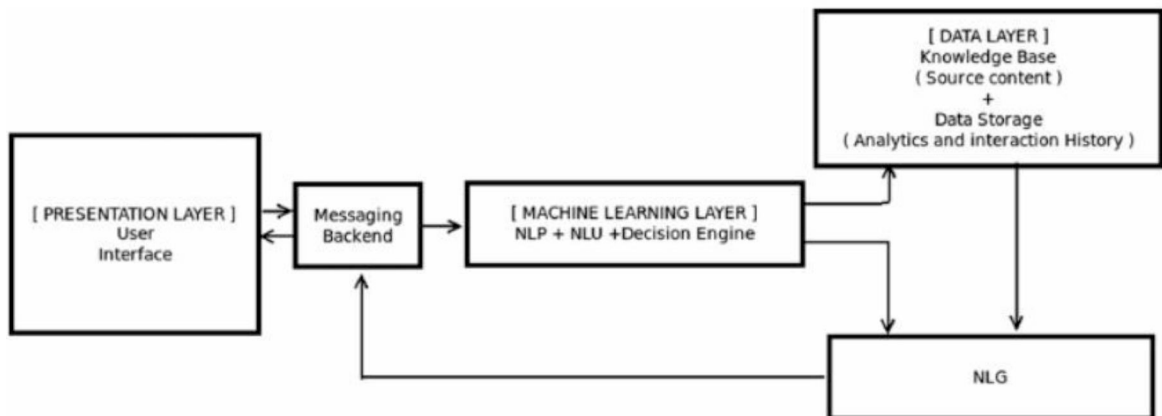 [ DATA LAYER ]
Knowledge Base
( Source content )
+
Data Storage
( Analytics and interaction History )
[ PRESENTATION LAYER ]
User
Interface
Messaging
Backend
[ MACHINE LEARNING LAYER ]
NLP + NLU +Decision Engine
NLG